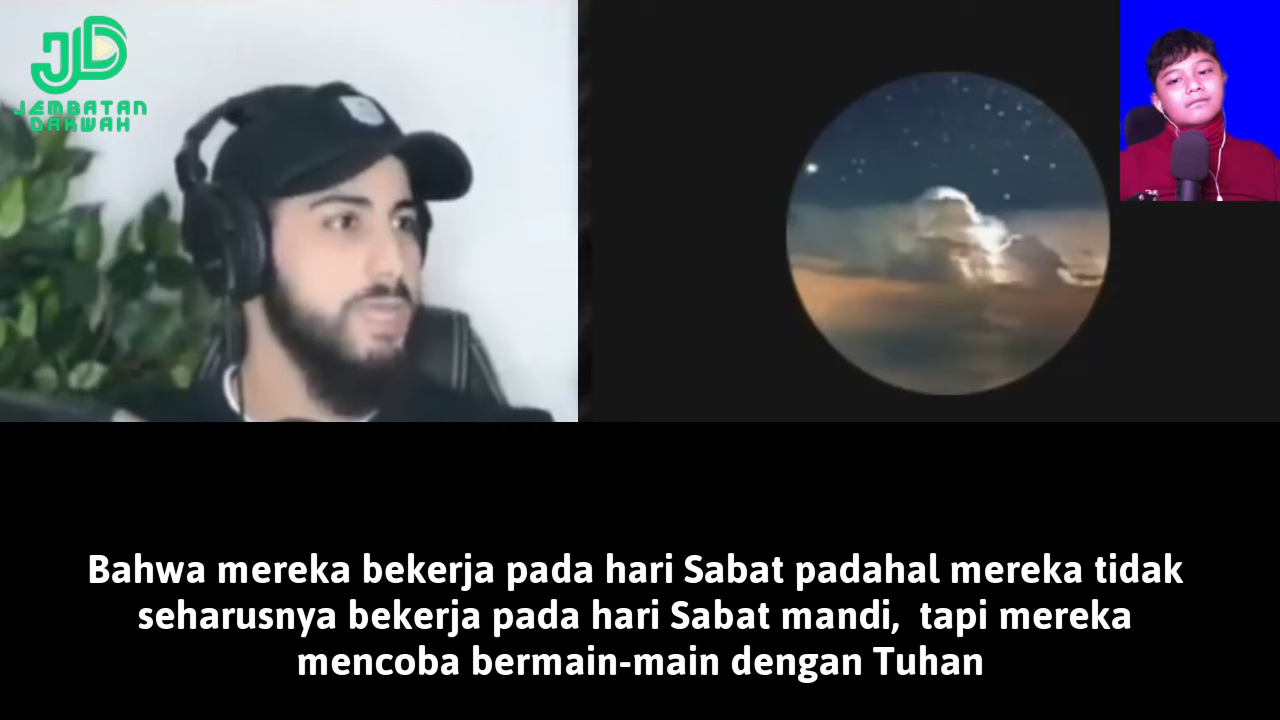 JEMBATAN
DAKWAH
Bahwa mereka bekerja pada hari Sabat padahal mereka tidak
seharusnya bekerja pada hari Sabat mandi,  tapi mereka
mencoba bermain-main dengan Tuhan